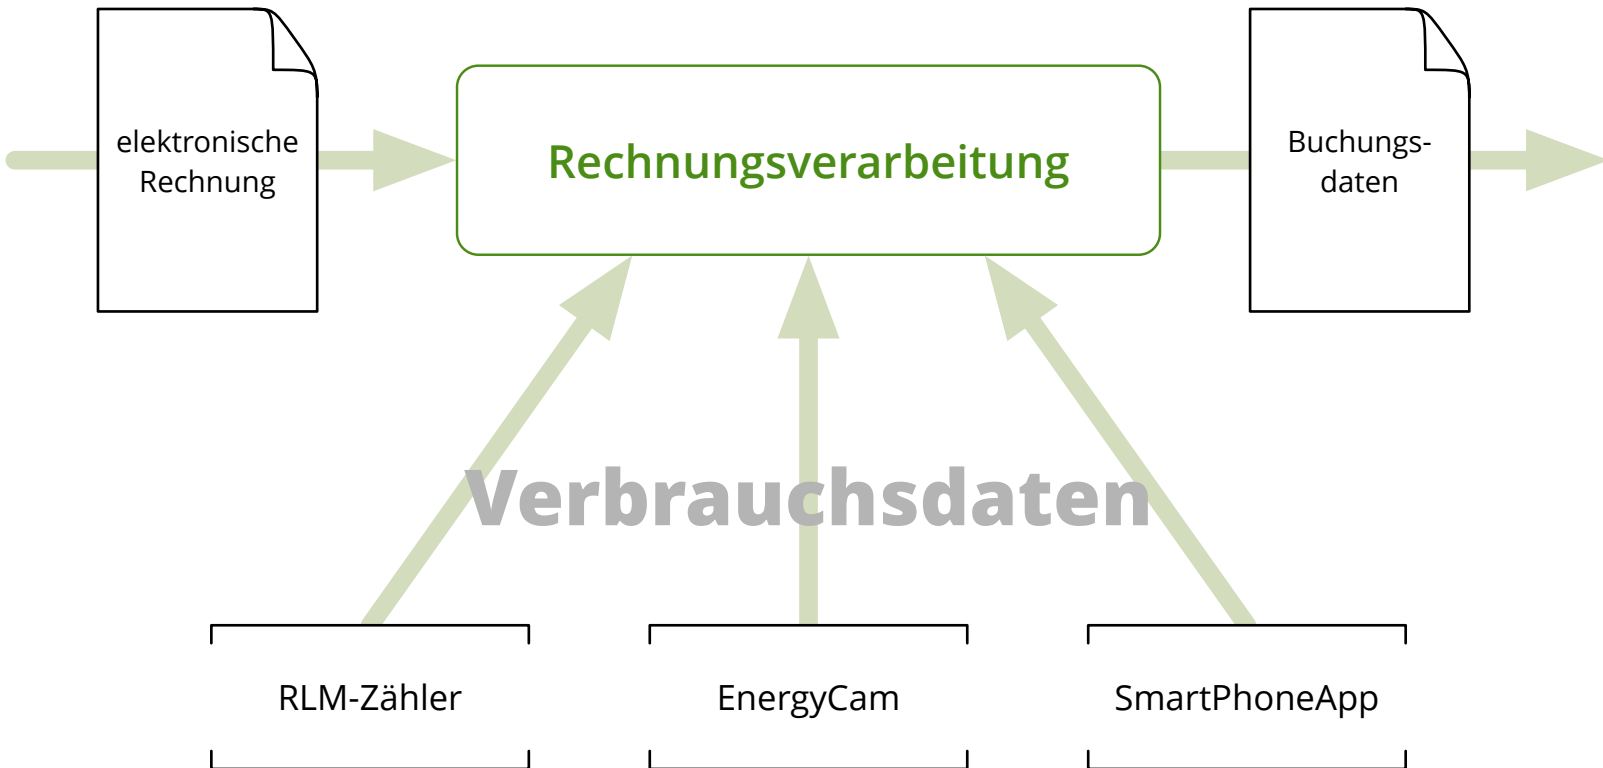 elektronische
Rechnung
Rechnungsverarbeitung
Buchungs-
daten
Verbrauchsdaten
RLM-Zähler
EnergyCam
SmartPhoneApp